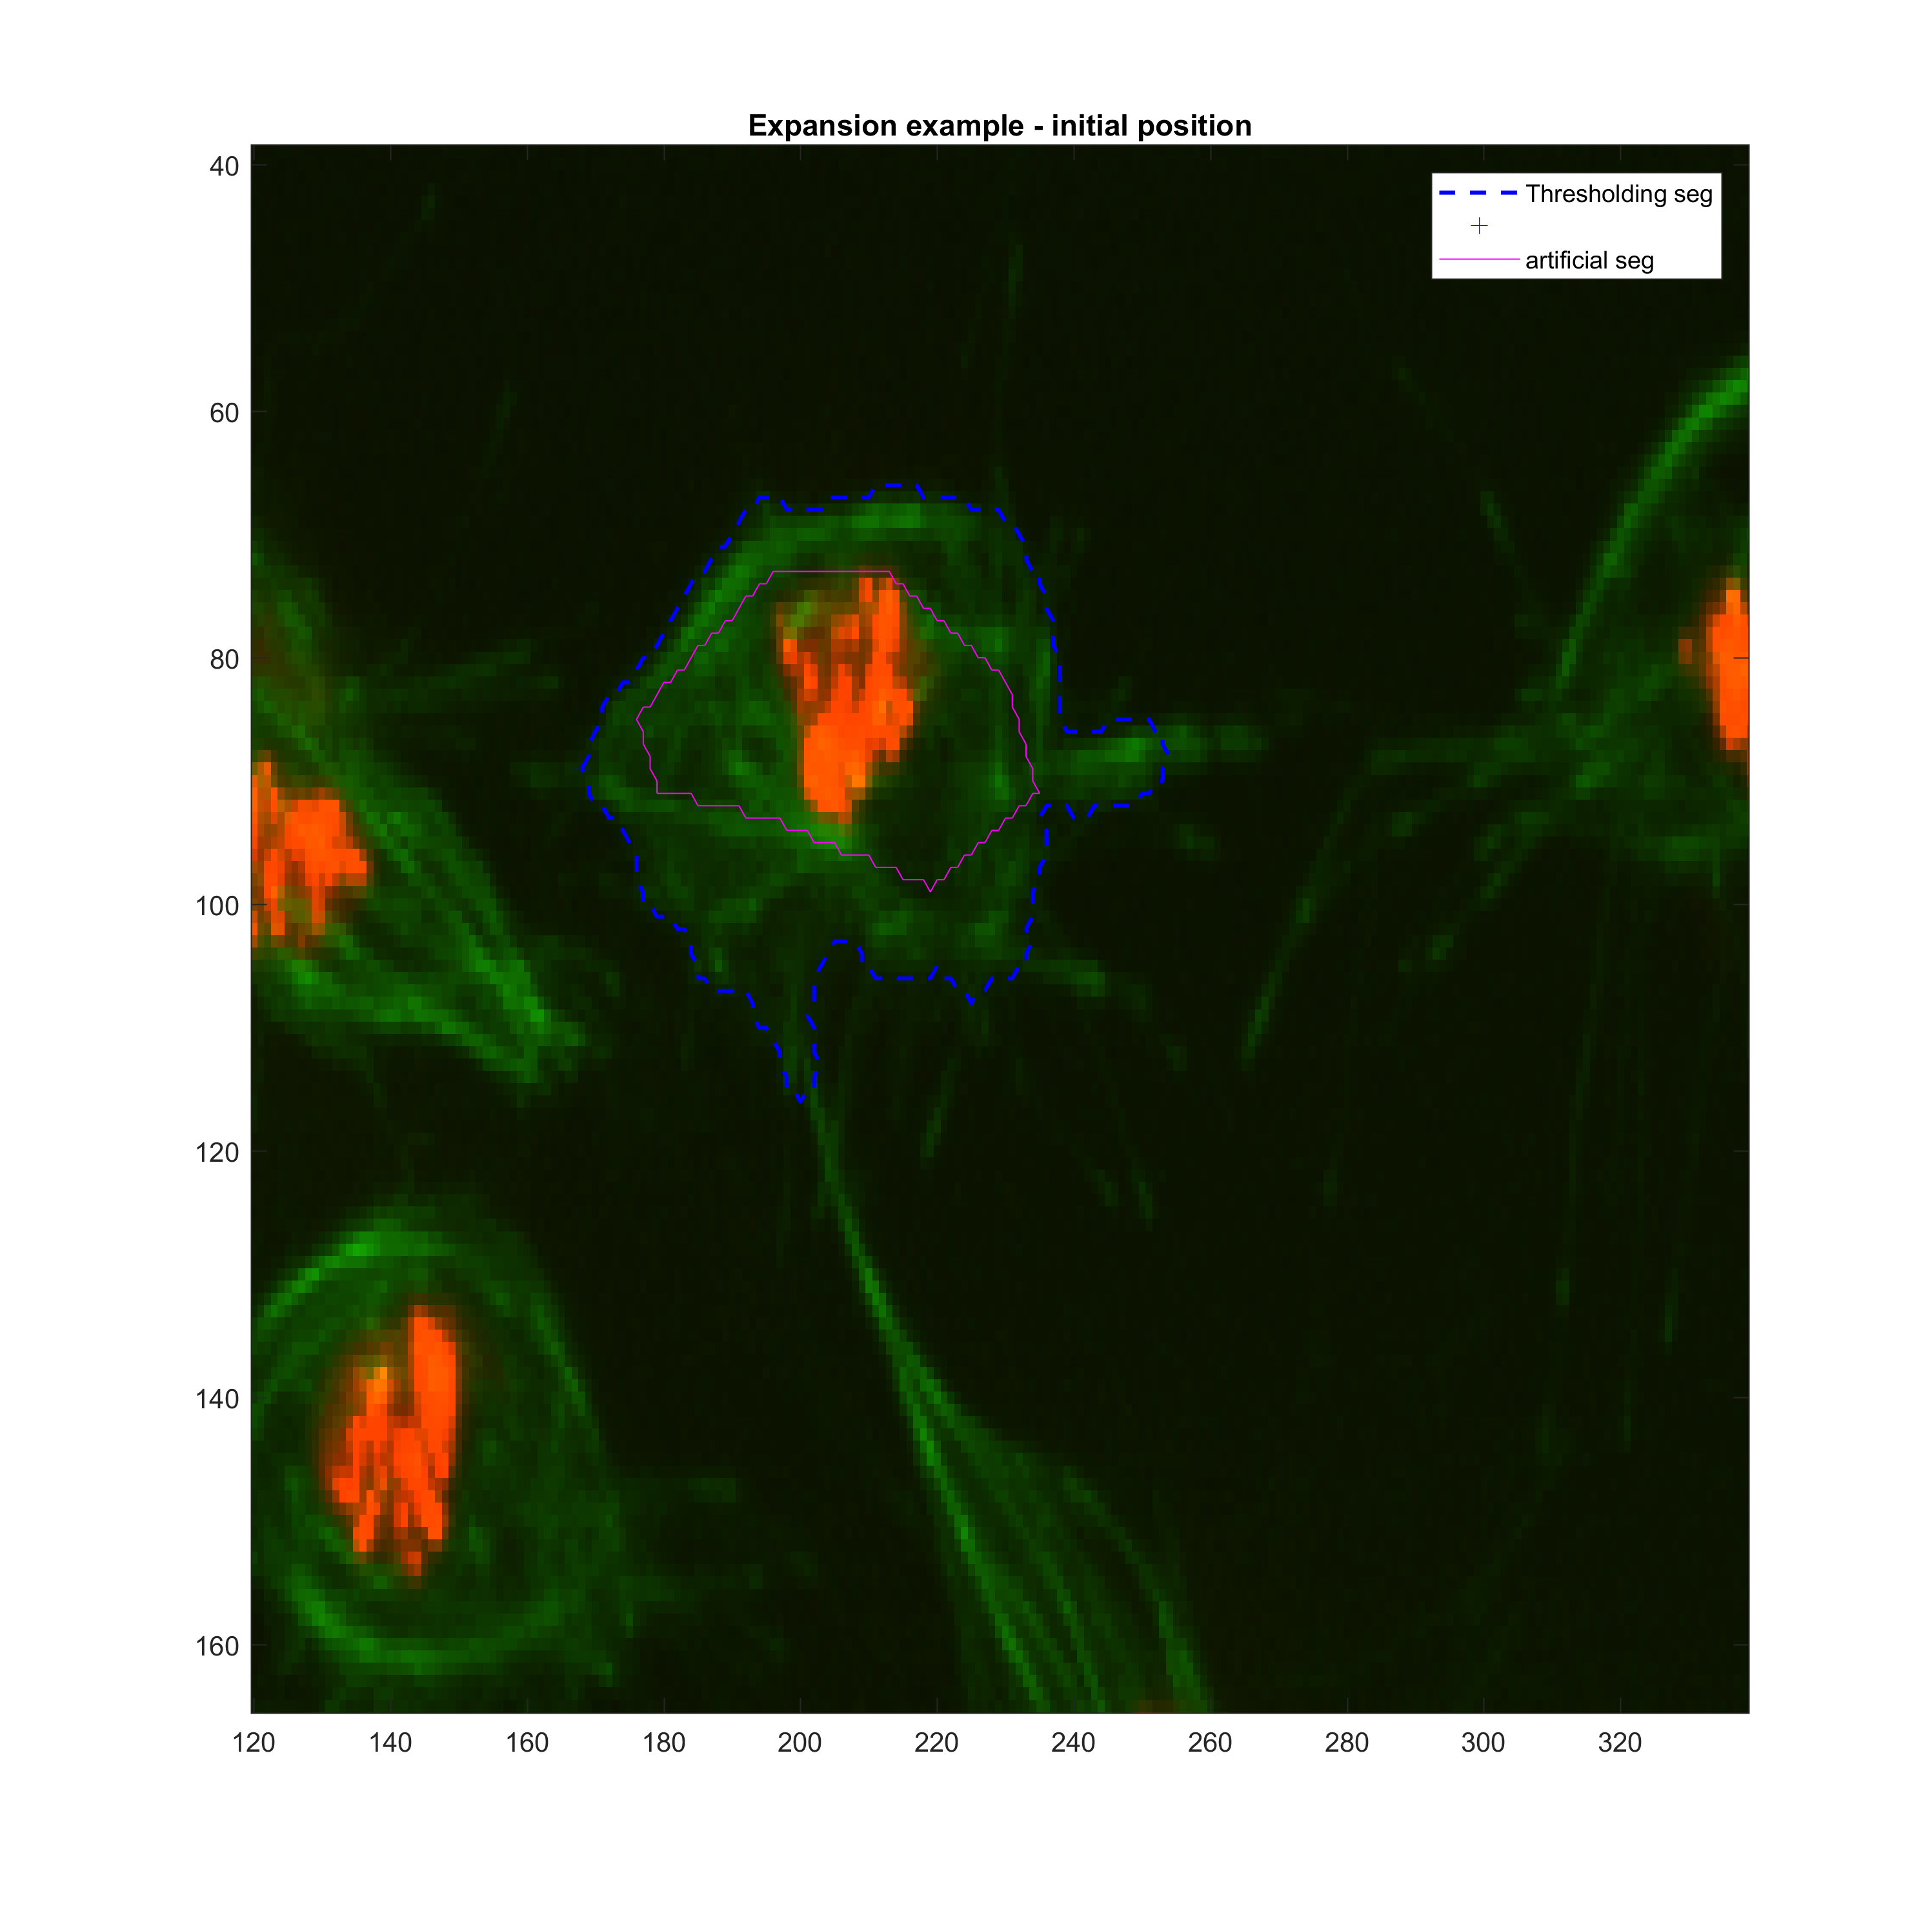 Expansion example - initial position
Thresholding seg
artificial seg
40
60
80
100
120
140
160
120 140 160 180 200 220 240 260 280 300 320